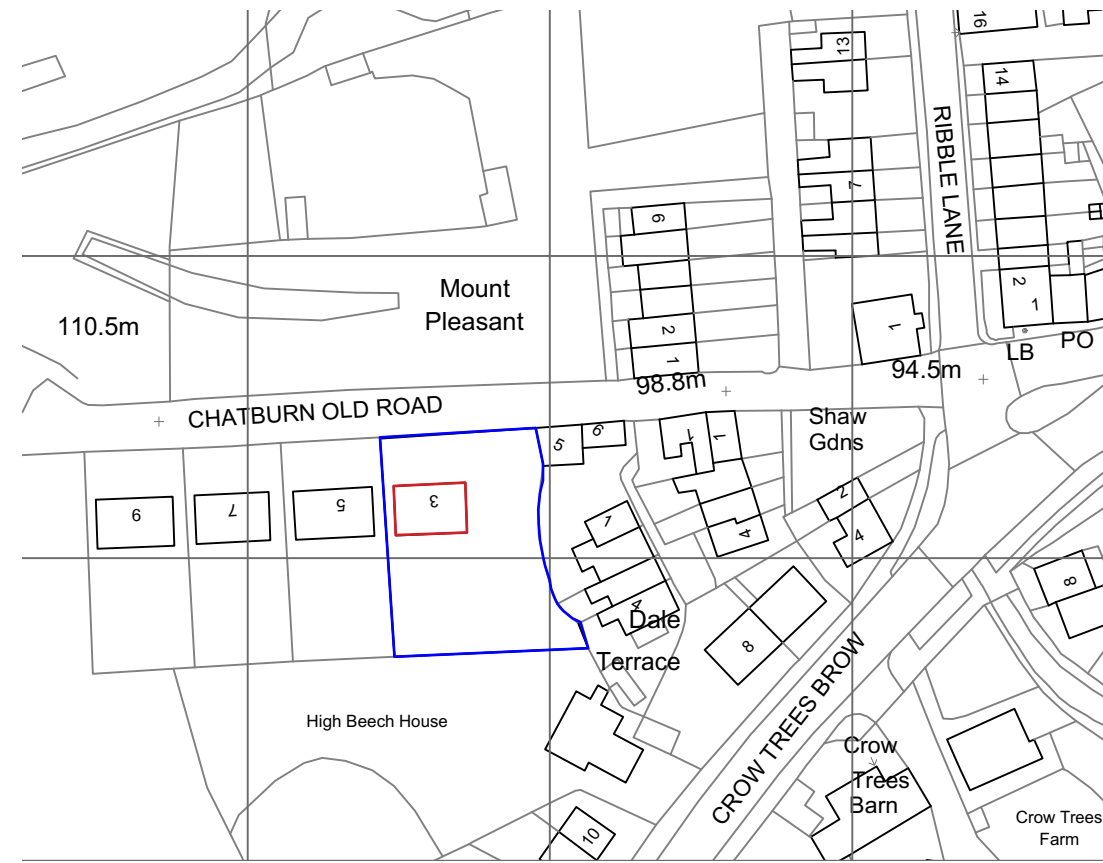 16
13
14
RIBBLE LANE
7
6
Mount
Pleasant
110.5m
2
1
2
1
1
LB
PO
98.8m
94.5m
CHATBURN OLD ROAD
Shaw
Gdns
5
6
1
1
9
7
5
3
2
4
4
1
4
Dale
Terrace
8
8
CROW TREES BROW
High Beech House
Crow
Trees
Barn
Crow Trees
Farm
10